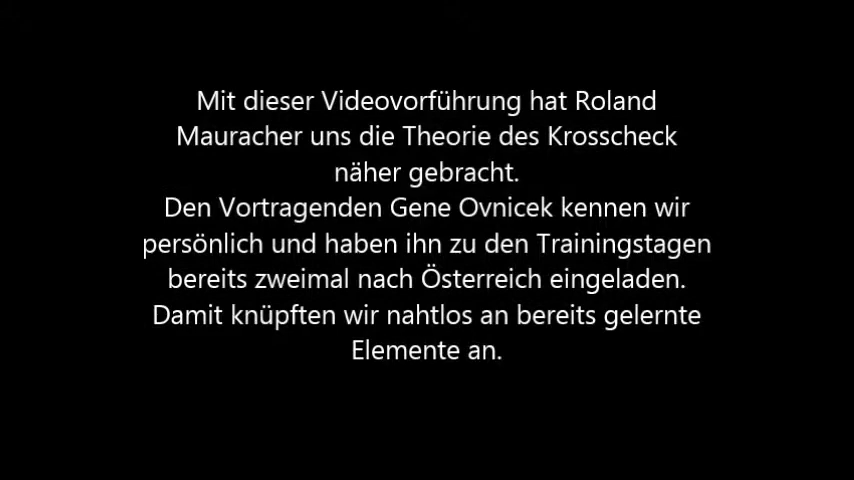 Mit dieser Videovorführung hat Roland
Mauracher uns die Theorie des Krosscheck
näher gebracht.
Den Vortragenden Gene Ovnicek kennen wir
persönlich und haben ihn zu den Trainingstagen
bereits zweimal nach Österreich eingeladen.
Damit knüpften wir nahtlos an bereits gelernte
Elemente an.